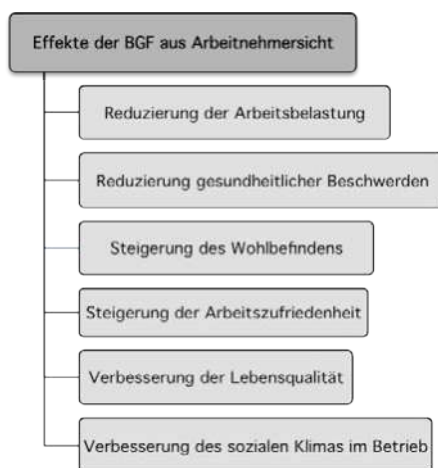 Effekte der BGF aus Arbeitnehmersicht
Reduzierung der Arbeitsbelastung
Reduzierung gesundheitlicher Beschwerden
Steigerung des Wohlbefindens
Steigerung der Arbeitszufriedenheit
Verbesserung der Lebensqualität
Verbesserung des sozialen Klimas im Betrieb